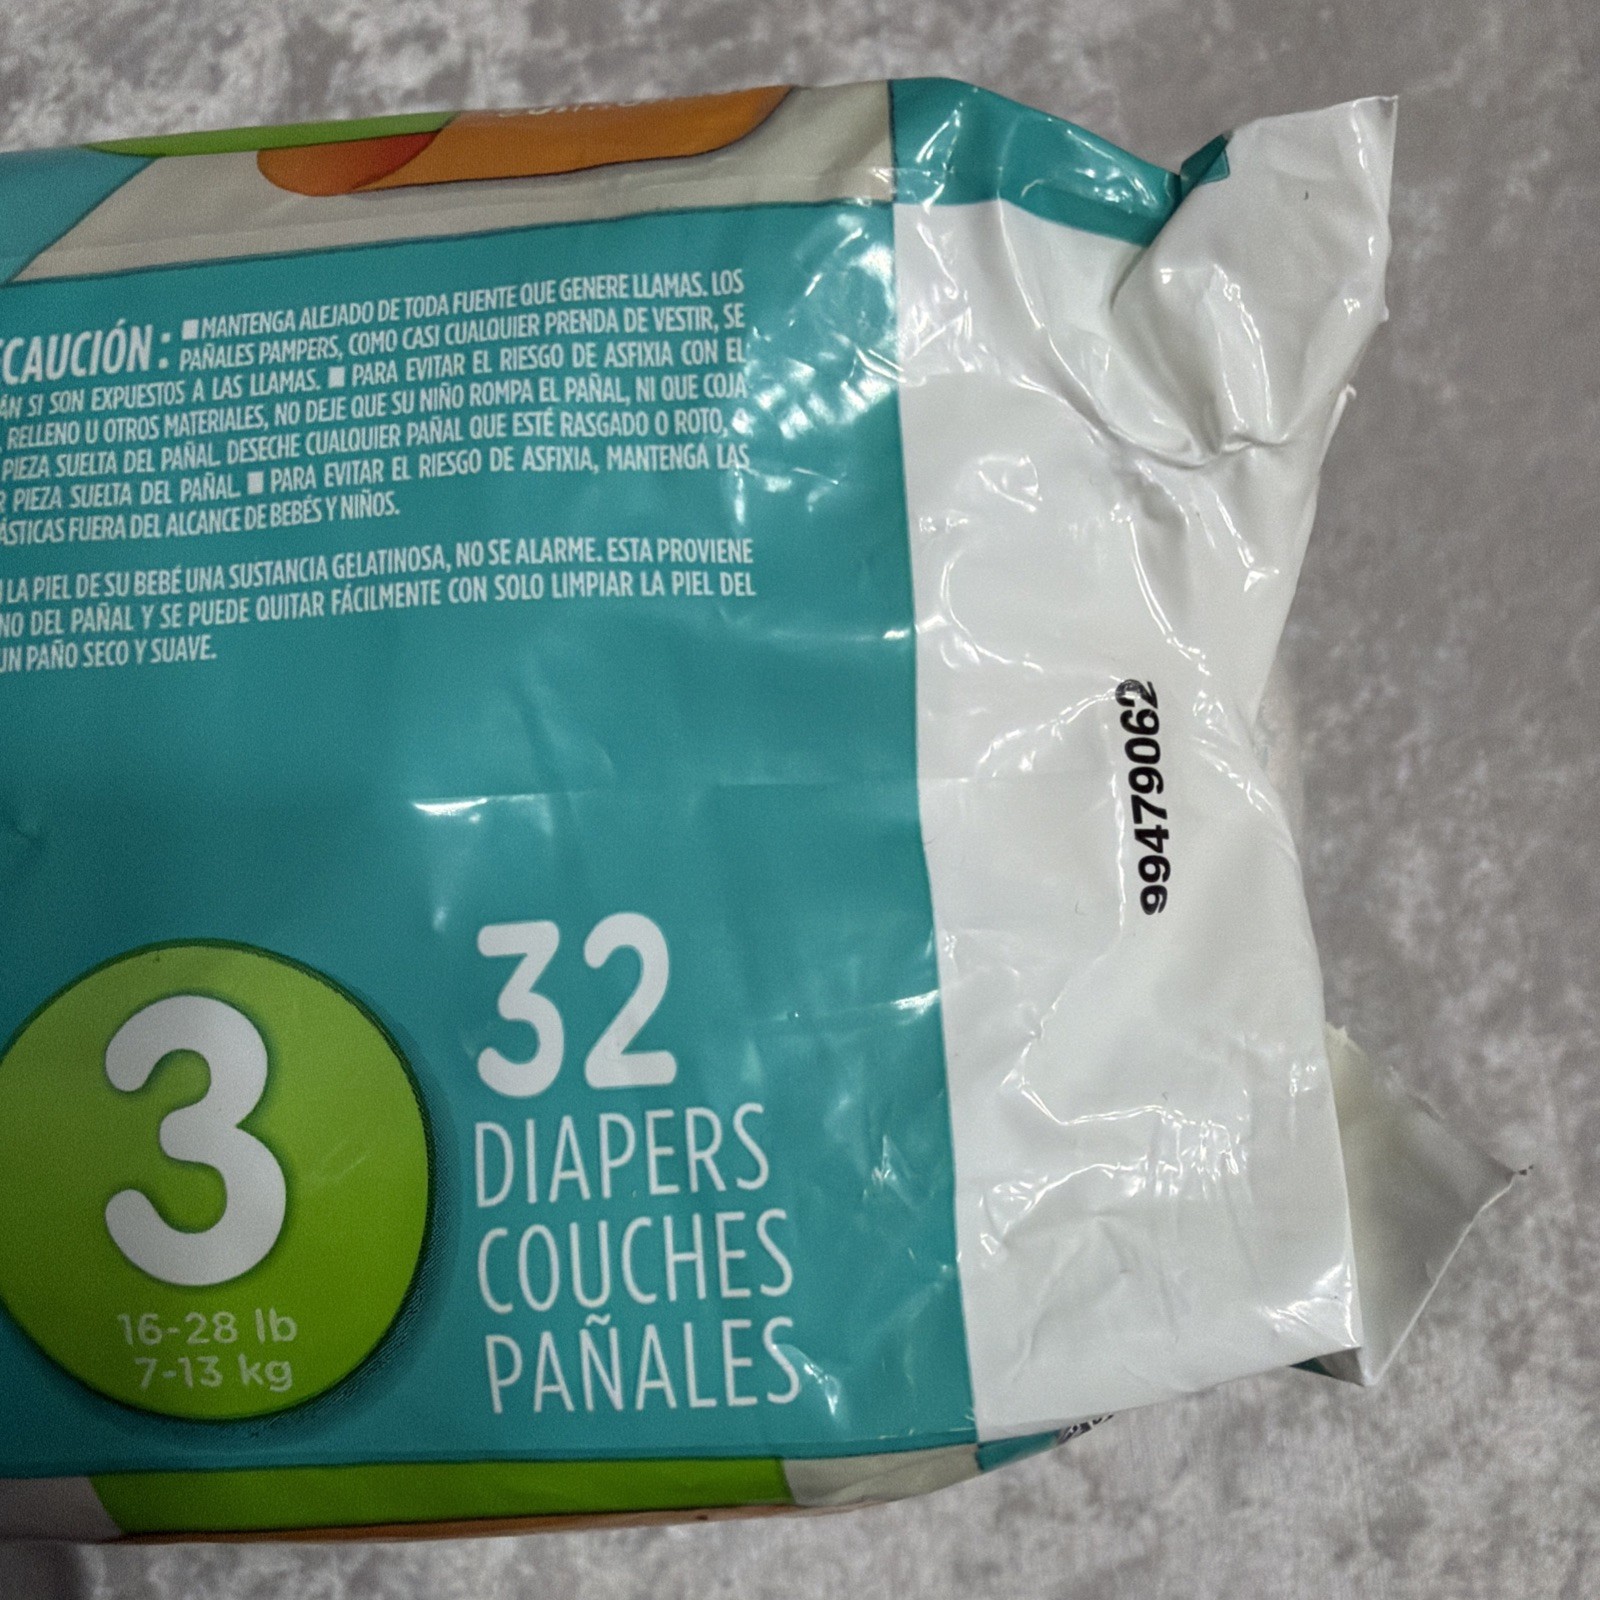 CAUCIÓN: ■ MANTENGA ALEJADO DE TODA FUENTE QUE GENERE LLAMAS. LOS
PAÑALES PAMPERS, COMO CASI CUALQUIER PRENDA DE VESTIR, SE
ÁN SI SON EXPUESTOS A LAS LLAMAS. ■ PARA EVITAR EL RIESGO DE ASFIXIA CON EL
, RELLENO U OTROS MATERIALES, NO DEJE QUE SU NIÑO ROMPA EL PAÑAL, NI QUE COJA
PIEZA SUELTA DEL PAÑAL. DESECHE CUALQUIER PAÑAL QUE ESTÉ RASGADO O ROTO,
R PIEZA SUELTA DEL PAÑAL. ■ PARA EVITAR EL RIESGO DE ASFIXIA, MANTENGA LAS
ÁSTICAS FUERA DEL ALCANCE DE BEBÉS Y NIÑOS.
LA PIEL DE SU BEBÉ UNA SUSTANCIA GELATINOSA, NO SE ALARME. ESTA PROVIENE
NO DEL PAÑAL Y SE PUEDE QUITAR FÁCILMENTE CON SOLO LIMPIAR LA PIEL DEL
UN PAÑO SECO Y SUAVE.
99479062
3
16-28 lb
7-13 kg
32
DIAPERS
COUCHES
PAÑALES